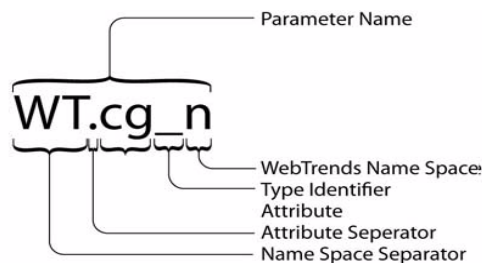 Parameter Name
WT.cg_n
WebTrends Name Space
Type Identifier
Attribute
Attribute Seperator
Name Space Separator